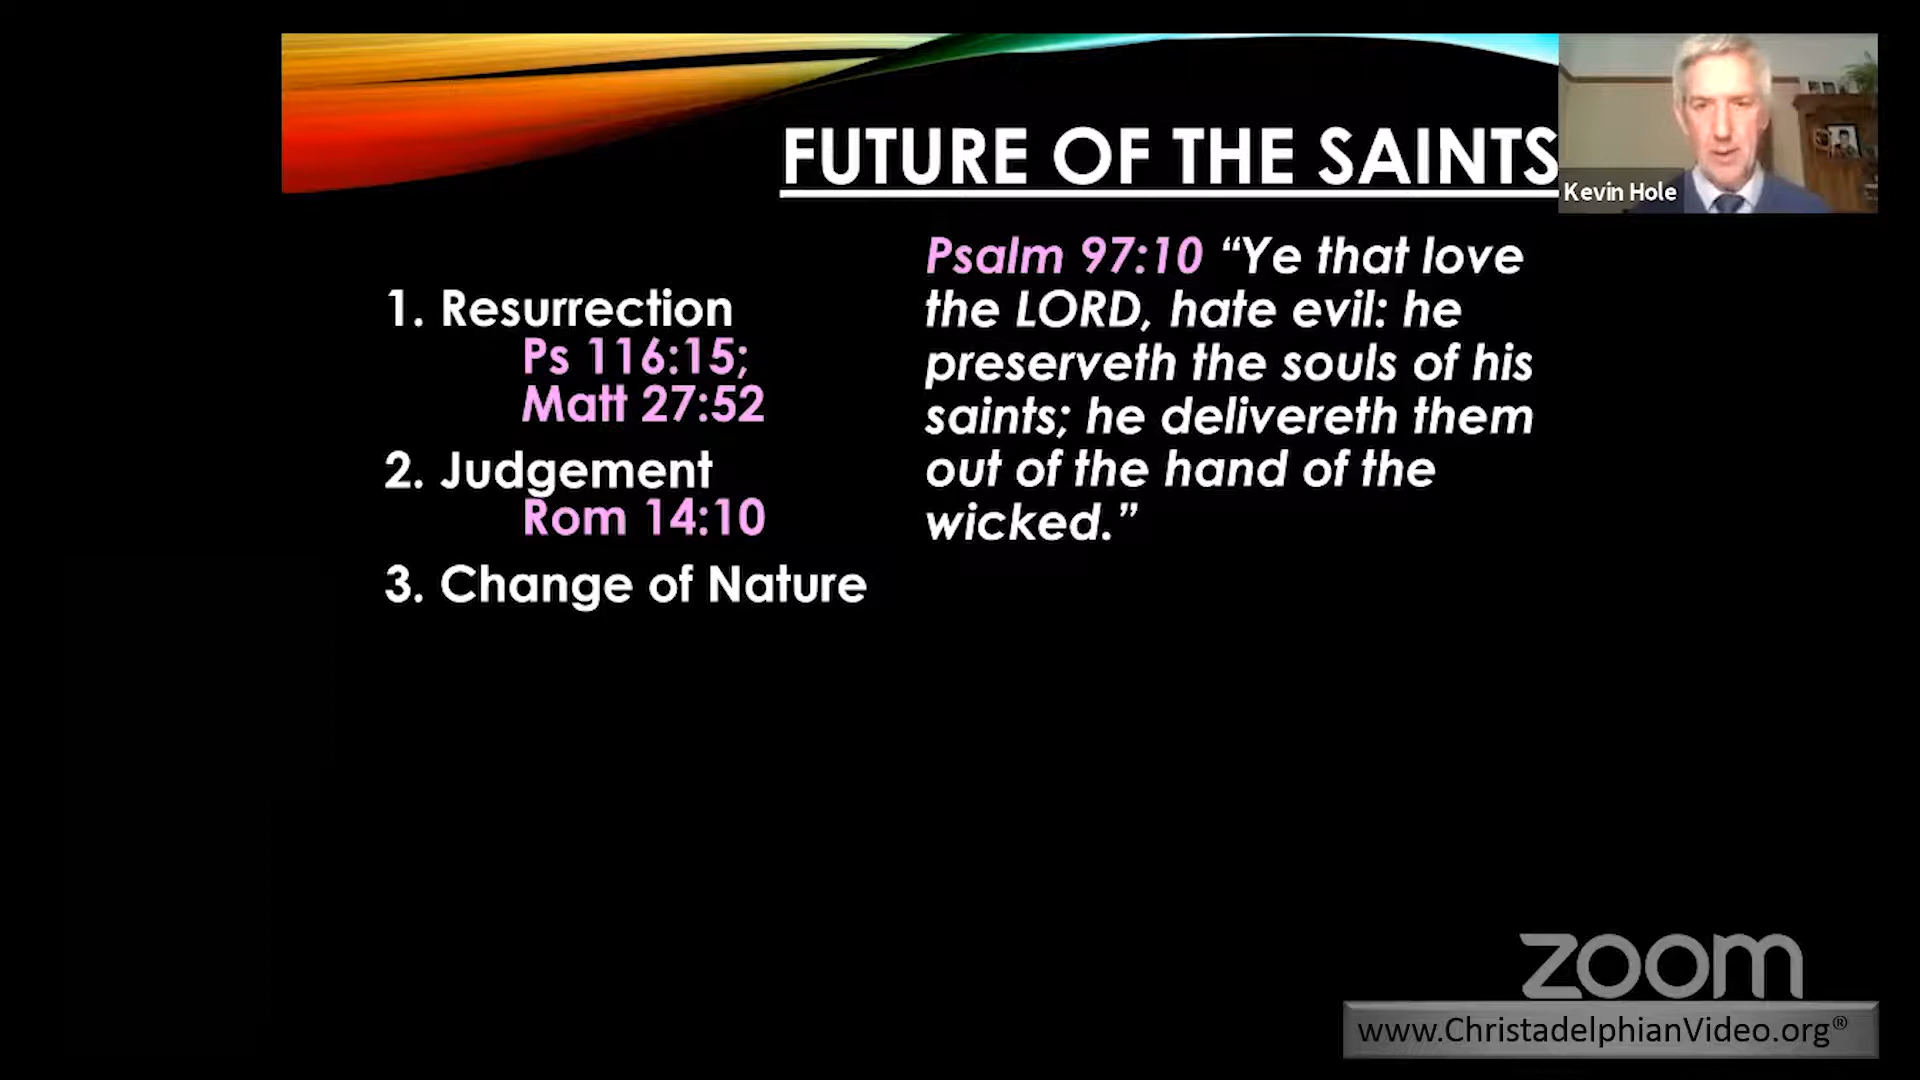 FUTURE OF THE SAINTS
Kevin Hole
1. Resurrection
Ps 116:15;
Matt 27:52
2. Judgement
Rom 14:10
3. Change of Nature
Psalm 97:10 “Ye that love
the LORD, hate evil: he
preserveth the souls of his
saints; he delivereth them
out of the hand of the
wicked.”
zoom
www.ChristadelphianVideo.org®